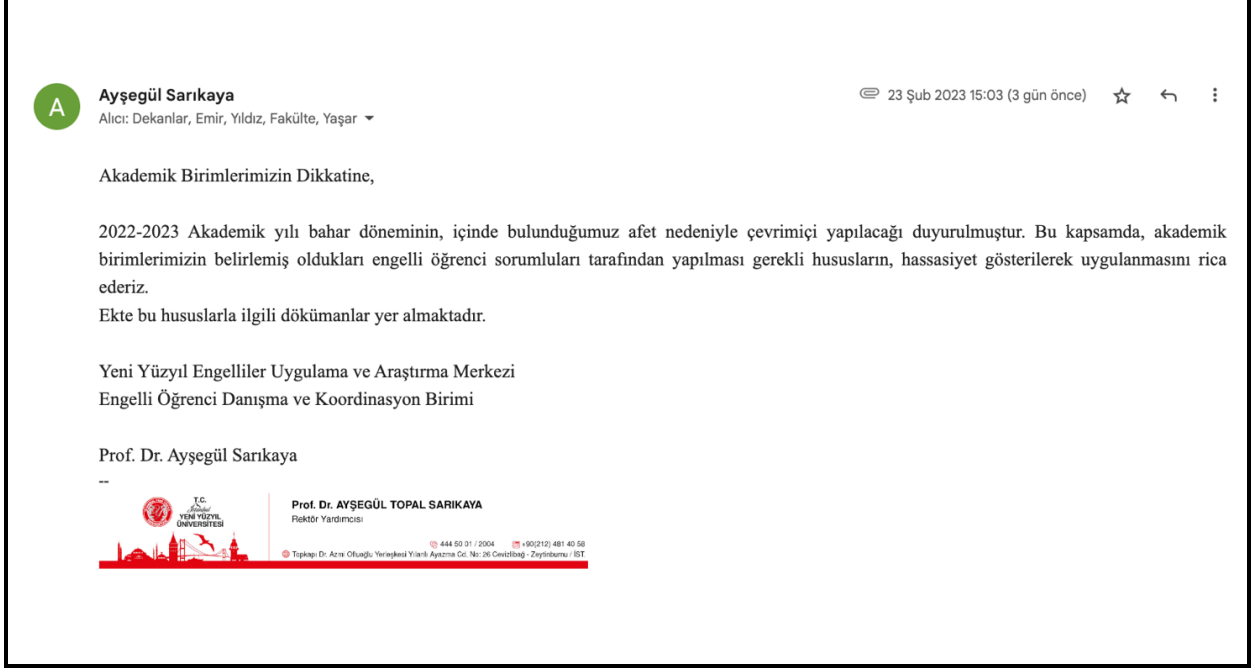 A
Ayşegül Sarıkaya
23 Şub 2023 15:03 (3 gün önce)
Alıcı: Dekanlar, Emir, Yıldız, Fakülte, Yaşar
Akademik Birimlerimizin Dikkatine,
2022-2023 Akademik yılı bahar döneminin, içinde bulunduğumuz afet nedeniyle çevrimiçi yapılacağı duyurulmuştur. Bu kapsamda, akademik
birimlerimizin belirlemiş oldukları engelli öğrenci sorumluları tarafından yapılması gerekli hususların, hassasiyet gösterilerek uygulanmasını rica
ederiz.
Ekte bu hususlarla ilgili dökümanlar yer almaktadır.
Yeni Yüzyıl Engelliler Uygulama ve Araştırma Merkezi
Engelli Öğrenci Danışma ve Koordinasyon Birimi
Prof. Dr. Ayşegül Sarıkaya
--
T.C.
İstanbul
YENİ YÜZYIL
ÜNİVERSİTESİ
Prof. Dr. AYŞEGÜL TOPAL SARIKAYA
Rektör Yardımcısı
444 50 01 / 2004 +90(212) 481 40 58
Topkapı Dr. Azmi Ofluoğlu Yerleşkesi Yılanlı Ayazma Cd. No: 26 Cevizlibağ - Zeytinburnu / İST.